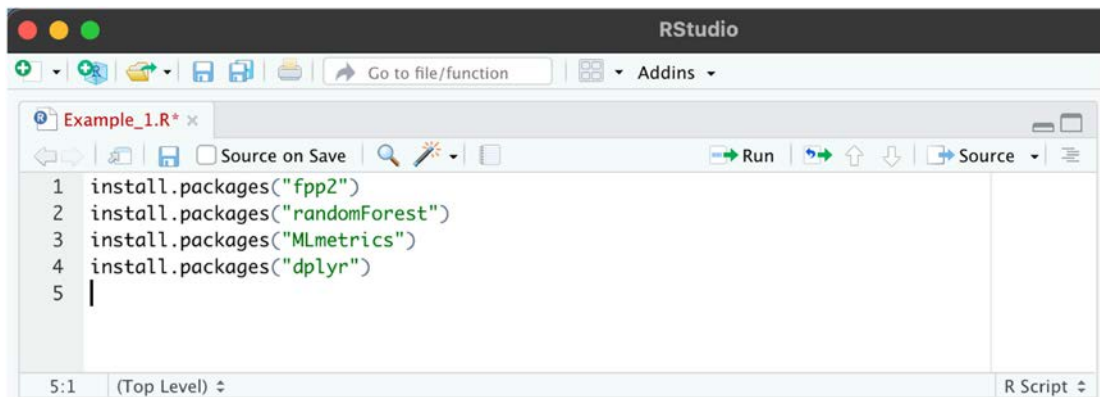 RStudio
Go to file/function
Addins
Example_1.R*
Source on Save
Run
Source
1 install.packages("fpp2")
2 install.packages("randomForest")
3 install.packages("MLmetrics")
4 install.packages("dplyr")
5
5:1 (Top Level) R Script